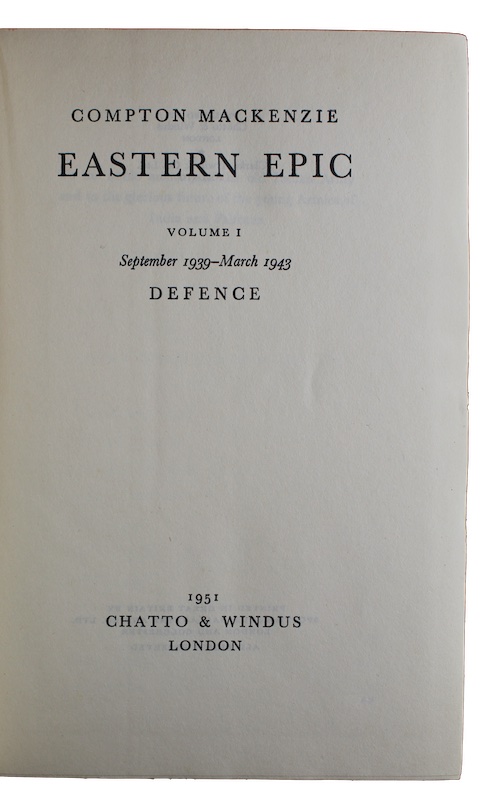 COMPTON MACKENZIE
EASTERN EPIC
VOLUME I
September 1939–March 1943
DEFENCE
1951
CHATTO & WINDUS
LONDON